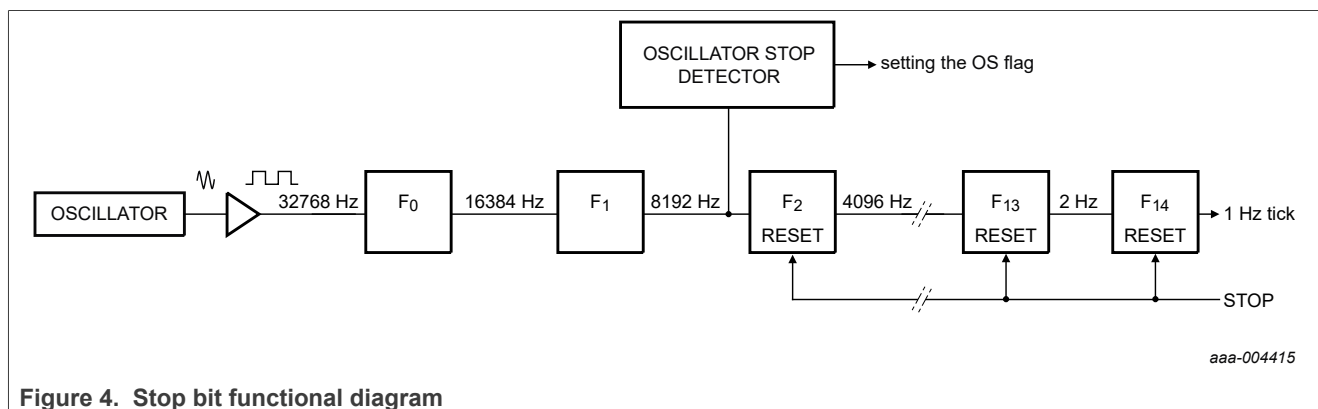 OSCILLATOR STOP
DETECTOR
setting the OS flag
OSCILLATOR
32768 Hz
F0
16384 Hz
F1
8192 Hz
F2
RESET
4096 Hz
F13
RESET
2 Hz
F14
RESET
1 Hz tick
STOP
aaa-004415
Figure 4. Stop bit functional diagram